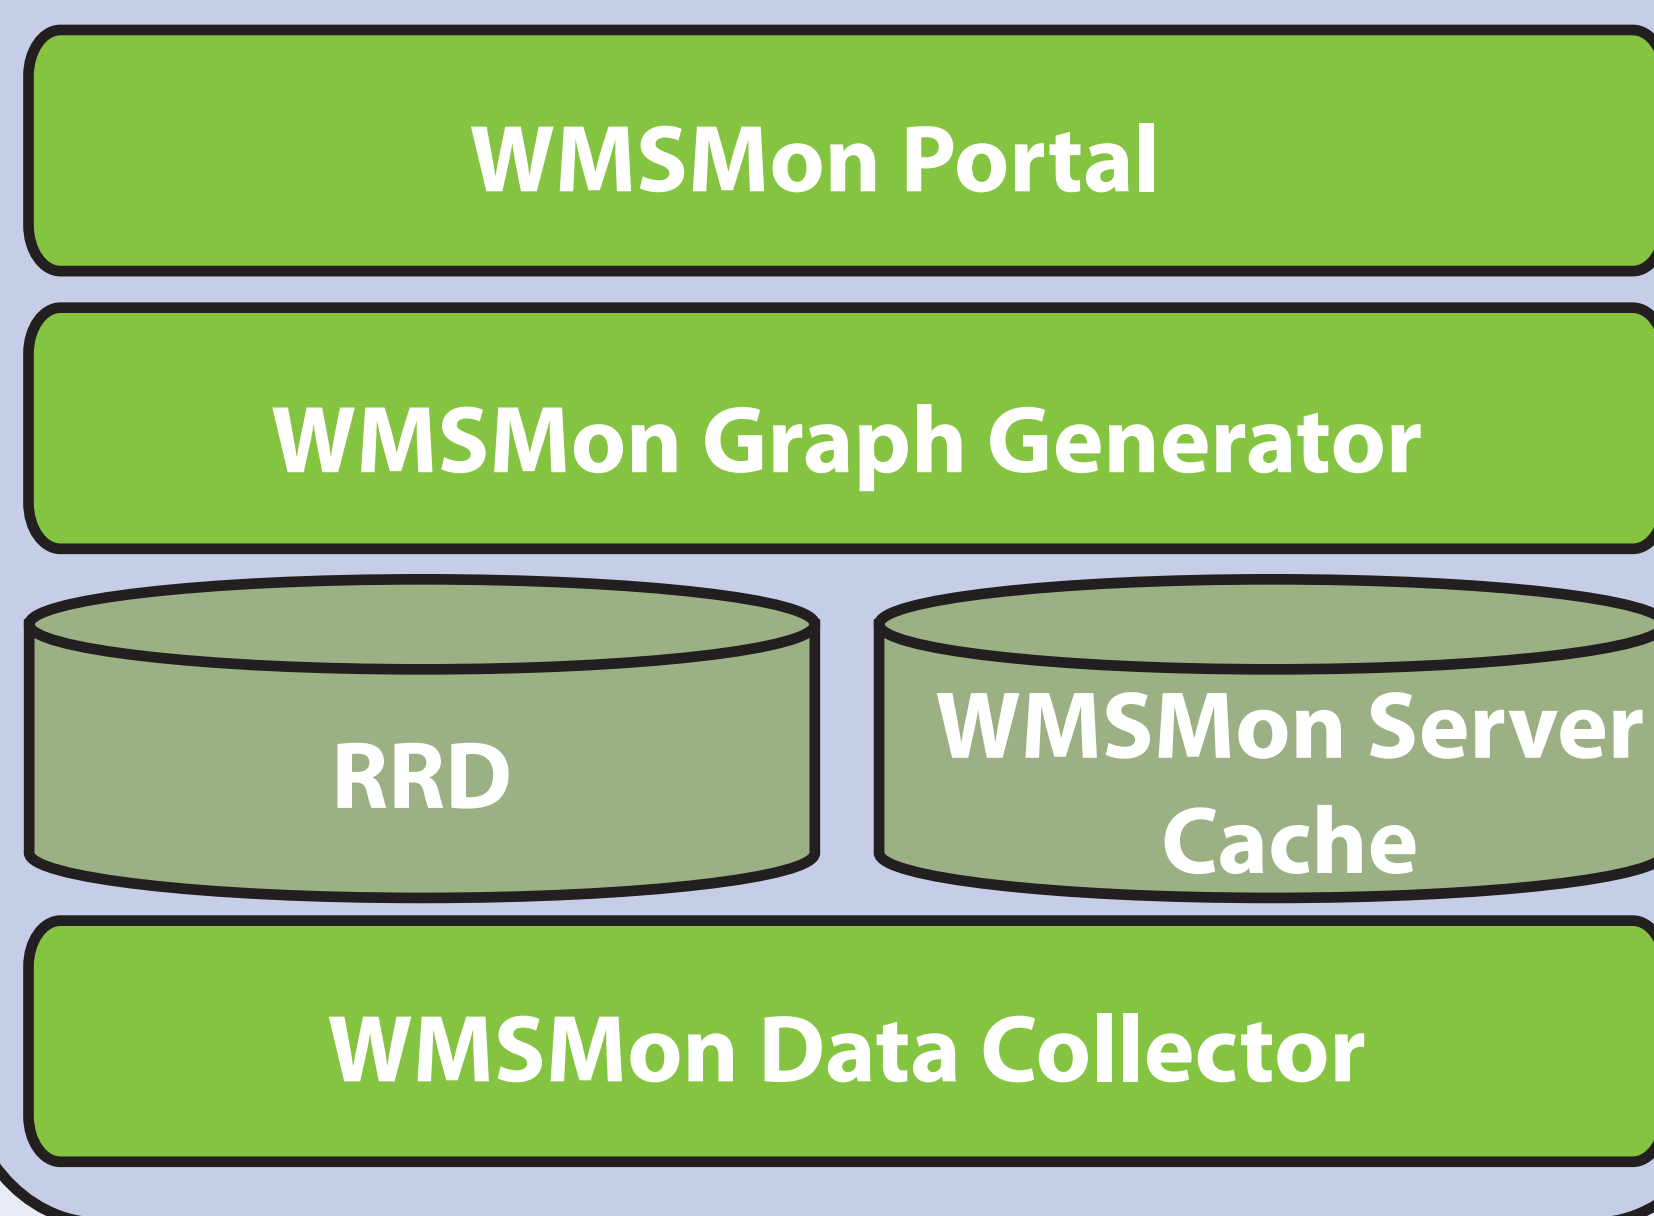 WMSMon Portal
WMSMon Graph Generator
RRD
WMSMon Server
Cache
WMSMon Data Collector